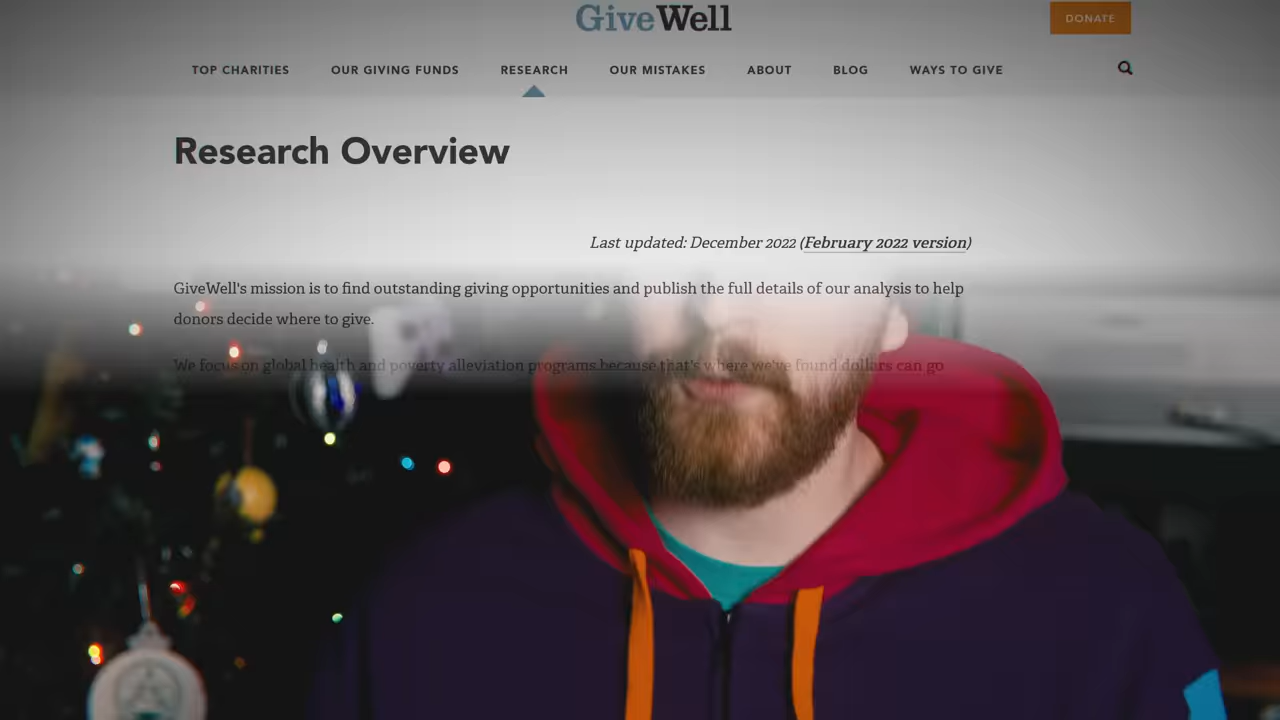 GiveWell
DONATE
TOP CHARITIES OUR GIVING FUNDS RESEARCH OUR MISTAKES ABOUT BLOG WAYS TO GIVE
Research Overview
Last updated: December 2022 (February 2022 version)
GiveWell's mission is to find outstanding giving opportunities and publish the full details of our analysis to help
donors decide where to give.
We focus on global health and poverty alleviation programs because that's where we've found dollars can go